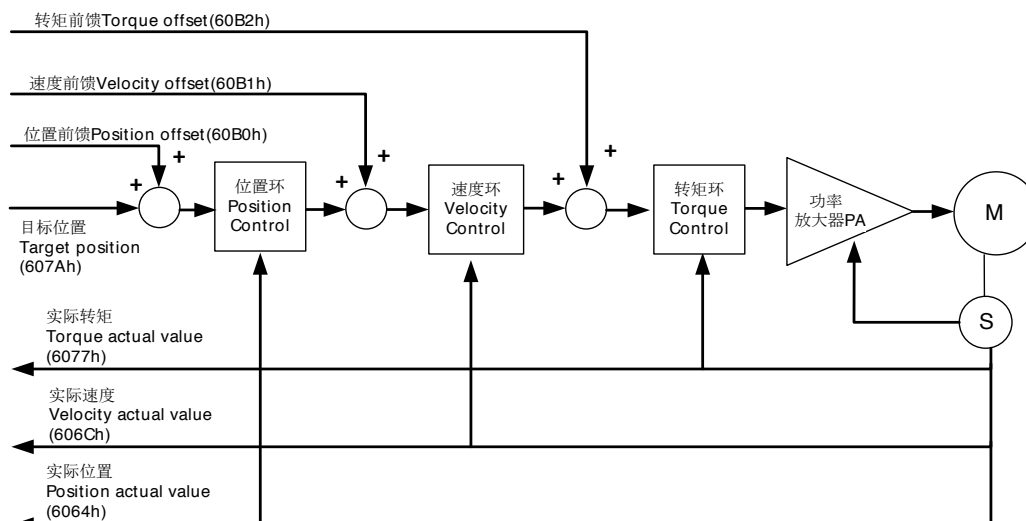 转矩前馈Torque offset(60B2h)
速度前馈Velocity offset(60B1h)
位置前馈Position offset(60B0h)
+
+
+
+
+
+
目标位置
Target position
(607Ah)
位置环
Position
Control
速度环
Velocity
Control
转矩环
Torque
Control
功率
放大器PA
M
S
实际转矩
Torque actual value
(6077h)
实际速度
Velocity actual value
(606Ch)
实际位置
Position actual value
(6064h)